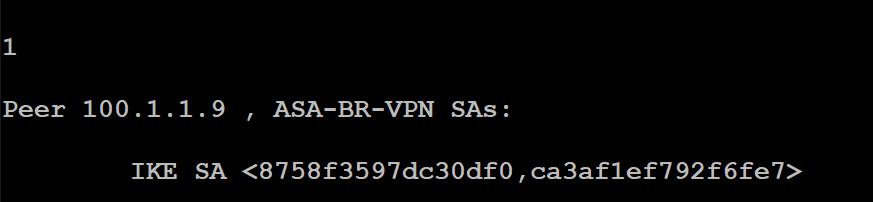 1
Peer 100.1.1.9 , ASA-BR-VPN SAs:
IKE SA <8758f3597dc30df0,ca3af1ef792f6fe7>